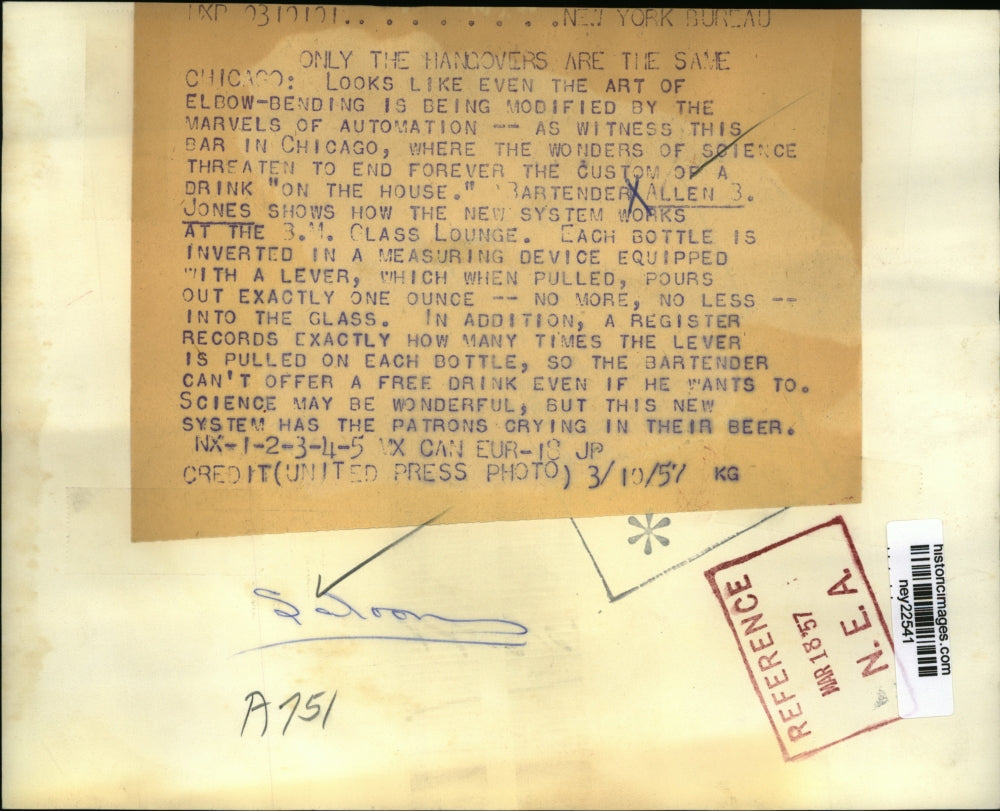 NXP 0319191.. . . . . . . .NEW YORK BUREAU
ONLY THE HANGOVERS ARE THE SAME
CHICAGO: LOOKS LIKE EVEN THE ART OF
ELBOW-BENDING IS BEING MODIFIED BY THE
MARVELS OF AUTOMATION -- AS WITNESS THIS
BAR IN CHICAGO, WHERE THE WONDERS OF SCIENCE
THREATEN TO END FOREVER THE CUSTOM OF A
DRINK "ON THE HOUSE." BARTENDER ALLEN B.
JONES SHOWS HOW THE NEW SYSTEM WORKS
AT THE B.M. GLASS LOUNGE. EACH BOTTLE IS
INVERTED IN A MEASURING DEVICE EQUIPPED
WITH A LEVER, WHICH WHEN PULLED, POURS
OUT EXACTLY ONE OUNCE -- NO MORE, NO LESS --
INTO THE GLASS. IN ADDITION, A REGISTER
RECORDS EXACTLY HOW MANY TIMES THE LEVER
IS PULLED ON EACH BOTTLE, SO THE BARTENDER
CAN'T OFFER A FREE DRINK EVEN IF HE WANTS TO.
SCIENCE MAY BE WONDERFUL, BUT THIS NEW
SYSTEM HAS THE PATRONS CRYING IN THEIR BEER.
NX-1-2-3-4-5 VX CAN EUR-18 JP
CREDIT(UNITED PRESS PHOTO) 3/10/57 KG
*
Saloon
A751
REFERENCE
MAR 18 '57
N.E.A.
historicimages.com
ney22541